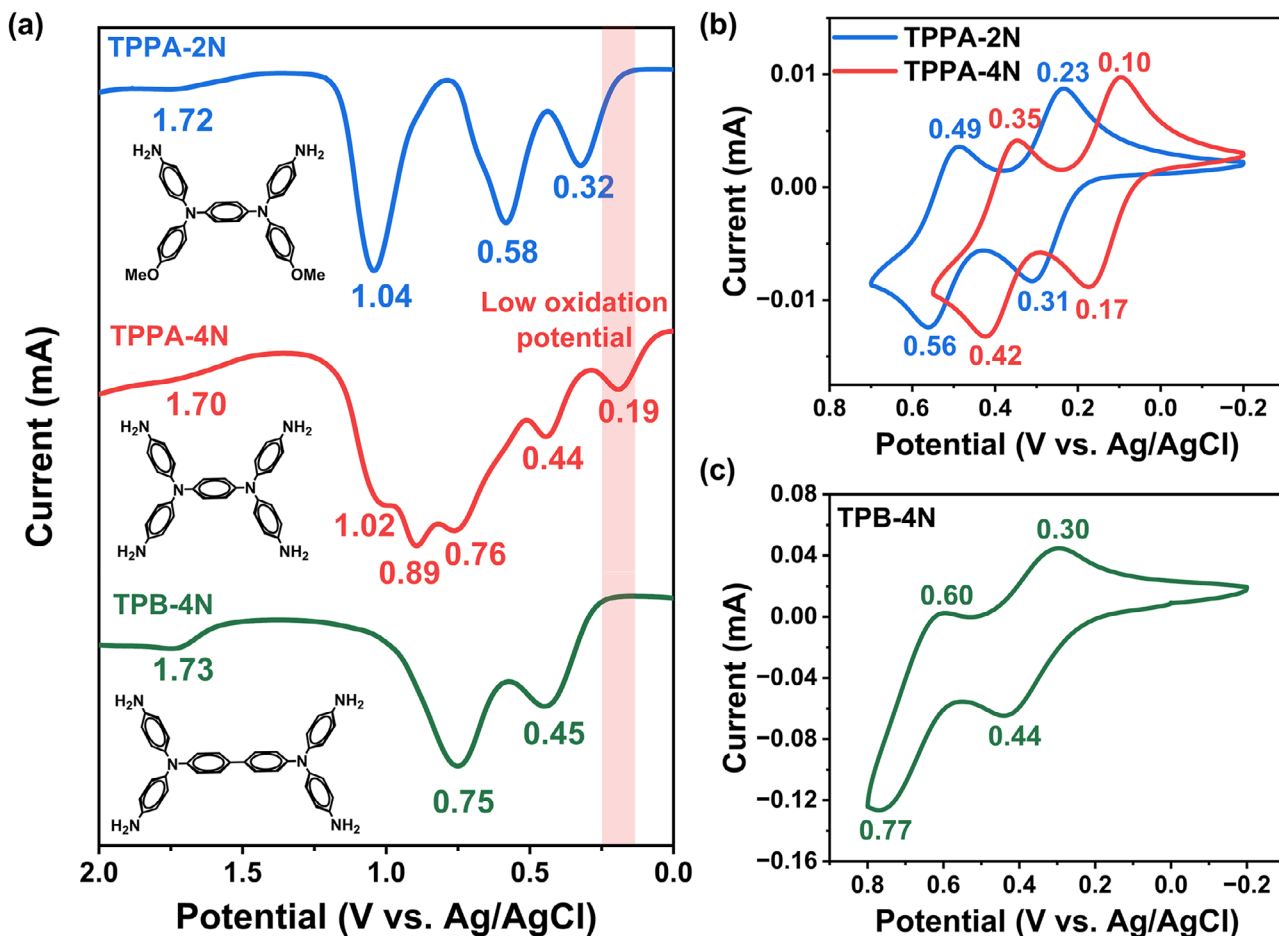 (a)
TPPA-2N
1.72
1.04
0.58
0.32
H₂N
NH₂
N
N
MeO
OMe
Low oxidation
potential
TPPA-4N
1.70
1.02
0.89
0.76
0.44
0.19
H₂N
NH₂
N
N
H₂N
NH₂
TPB-4N
1.73
0.75
0.45
H₂N
NH₂
N
N
H₂N
NH₂
Current (mA)
2.0 1.5 1.0 0.5 0.0
Potential (V vs. Ag/AgCl)
(b)
TPPA-2N
TPPA-4N
0.49
0.35
0.23
0.10
0.56
0.42
0.31
0.17
0.01
0.00
−0.01
Current (mA)
0.8 0.6 0.4 0.2 0.0 −0.2
Potential (V vs. Ag/AgCl)
(c)
TPB-4N
0.60
0.30
0.77
0.44
0.08
0.04
0.00
−0.04
−0.08
−0.12
−0.16
Current (mA)
0.8 0.6 0.4 0.2 0.0 −0.2
Potential (V vs. Ag/AgCl)